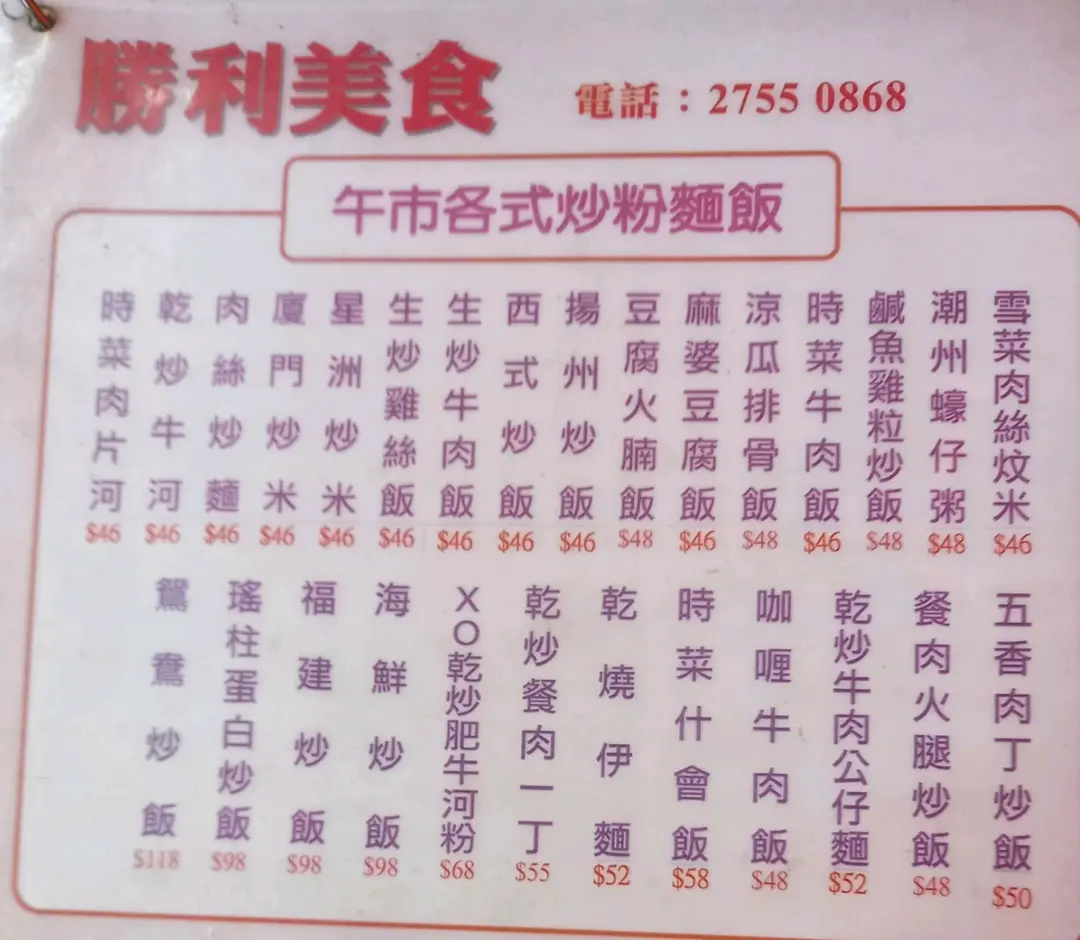 勝利美食
電話：2755 0868
午市各式炒粉麵飯
雪菜肉絲炆米 $46
潮州蠔仔粥 $48
鹹魚雞粒炒飯 $48
時菜牛肉飯 $46
涼瓜排骨飯 $48
麻婆豆腐飯 $46
豆腐火腩飯 $48
揚州炒飯 $46
西式炒飯 $46
生炒牛肉飯 $46
生炒雞絲飯 $46
星洲炒米 $46
廈門炒米 $46
肉絲炒麵 $46
乾炒牛河 $46
時菜肉片河 $46
五香肉丁炒飯 $50
餐肉火腿炒飯 $48
乾炒牛肉公仔麵 $52
咖喱牛肉飯 $48
時菜什會飯 $58
乾燒伊麵 $52
乾炒餐肉一丁 $55
XO乾炒肥牛河粉 $68
海鮮炒飯 $98
福建炒飯 $98
瑤柱蛋白炒飯 $98
鴛鴦炒飯 $118